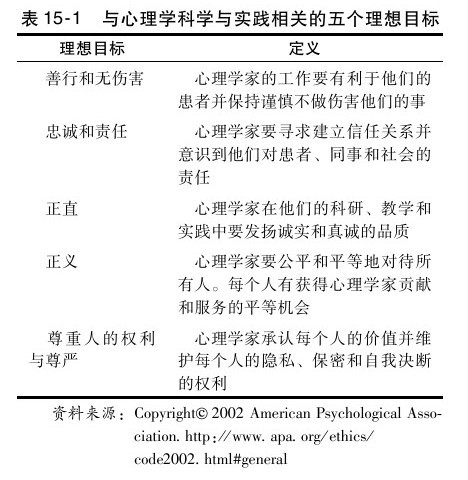 表 15-1 与心理学科学与实践相关的五个理想目标
理想目标 定义
善行和无伤害 心理学家的工作要有利于他们的
患者并保持谨慎不做伤害他们的事
忠诚和责任 心理学家要寻求建立信任关系并
意识到他们对患者、同事和社会的
责任
正直 心理学家在他们的科研、教学和
实践中要发扬诚实和真诚的品质
正义 心理学家要公平和平等地对待所
有人。每个人有获得心理学家贡献
和服务的平等机会
尊重人的权利 心理学家承认每个人的价值并维
与尊严 护每个人的隐私、保密和自我决断
的权利
资料来源：Copyright© 2002 American Psychological Asso-
ciation. http://www. apa. org/ethics/
code2002. html#general